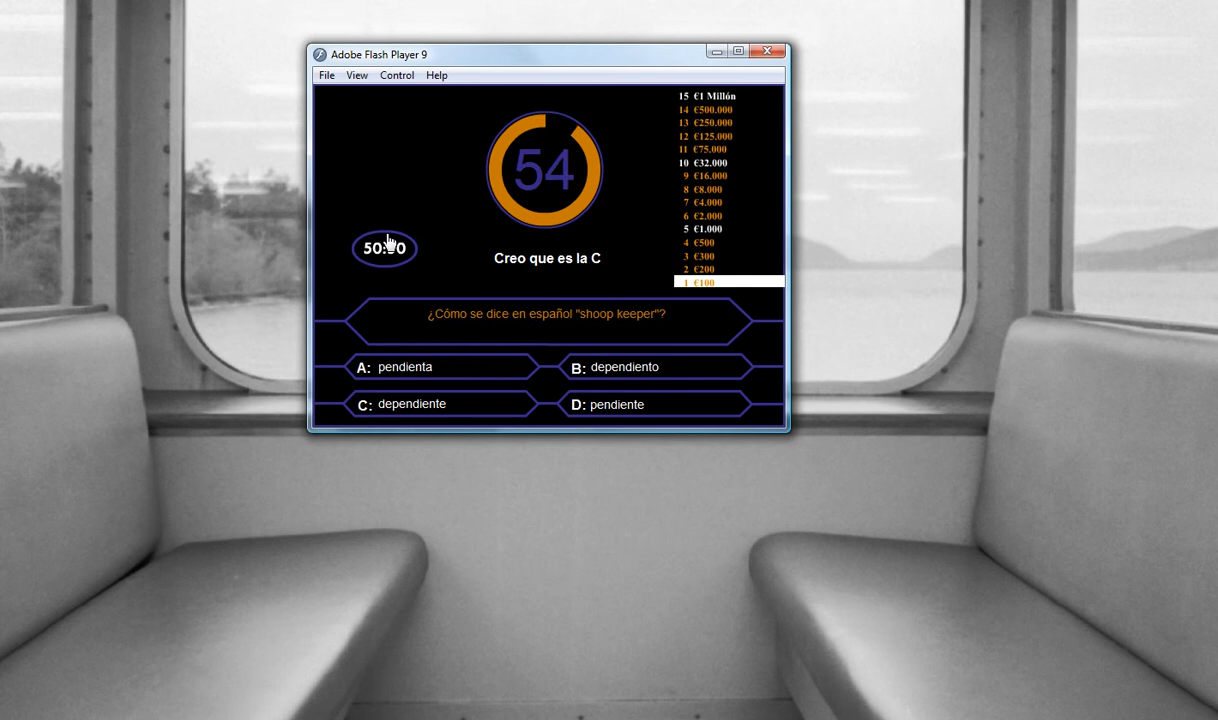 Adobe Flash Player 9
File View Control Help
15 €1 Millón
14 €500.000
13 €250.000
12 €125.000
11 €75.000
10 €32.000
9 €16.000
8 €8.000
7 €4.000
6 €2.000
5 €1.000
4 €500
3 €300
2 €200
1 €100
54
50:50
Creo que es la C
¿Cómo se dice en español "shoop keeper"?
A: pendienta
B: dependiento
C: dependiente
D: pendiente